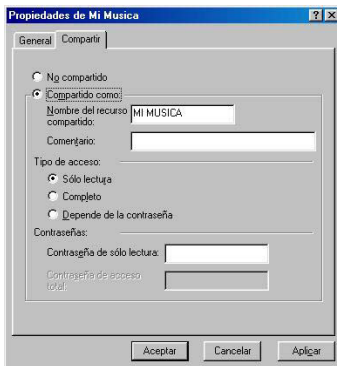 Propiedades de Mi Musica
General Compartir
No compartido
Compartido como:
Nombre del recurso
compartido:
MI MUSICA
Comentario:
Tipo de acceso:
Sólo lectura
Completo
Depende de la contraseña
Contraseñas:
Contraseña de sólo lectura:
Contraseña de acceso
total:
Aceptar Cancelar Aplicar